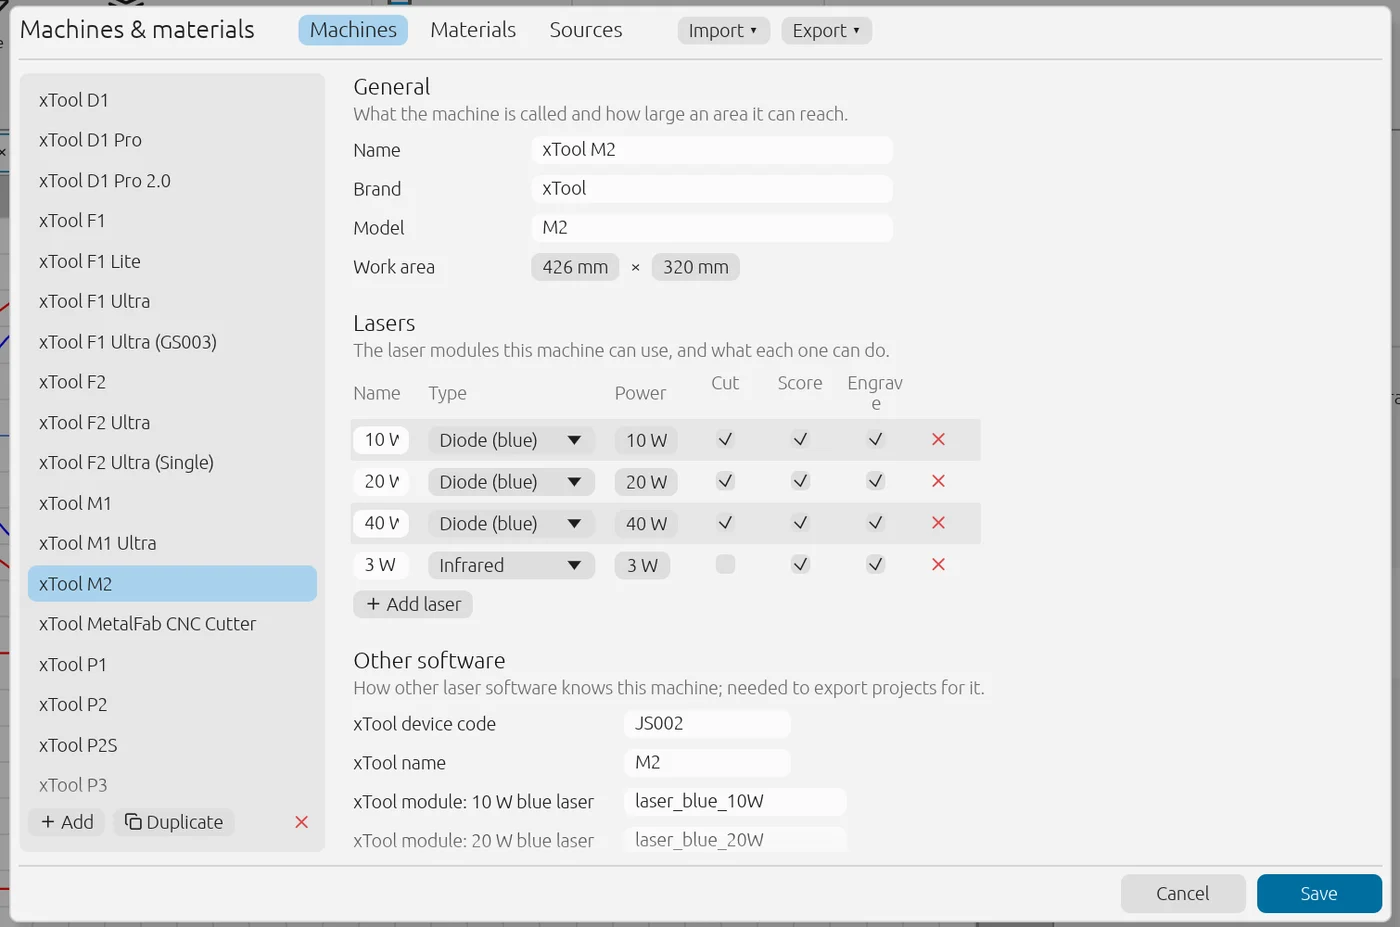 Machines & materials
Machines
Materials
Sources
Import ▾
Export ▾
xTool D1
xTool D1 Pro
xTool D1 Pro 2.0
xTool F1
xTool F1 Lite
xTool F1 Ultra
xTool F1 Ultra (GS003)
xTool F2
xTool F2 Ultra
xTool F2 Ultra (Single)
xTool M1
xTool M1 Ultra
xTool M2
xTool MetalFab CNC Cutter
xTool P1
xTool P2
xTool P2S
xTool P3
+ Add
Duplicate
General
What the machine is called and how large an area it can reach.
Name xTool M2
Brand xTool
Model M2
Work area 426 mm × 320 mm
Lasers
The laser modules this machine can use, and what each one can do.
Name Type Power Cut Score Engrav
e
10 W Diode (blue) 10 W
20 W Diode (blue) 20 W
40 W Diode (blue) 40 W
3 W Infrared 3 W
+ Add laser
Other software
How other laser software knows this machine; needed to export projects for it.
xTool device code JS002
xTool name M2
xTool module: 10 W blue laser laser_blue_10W
xTool module: 20 W blue laser laser_blue_20W
Cancel
Save